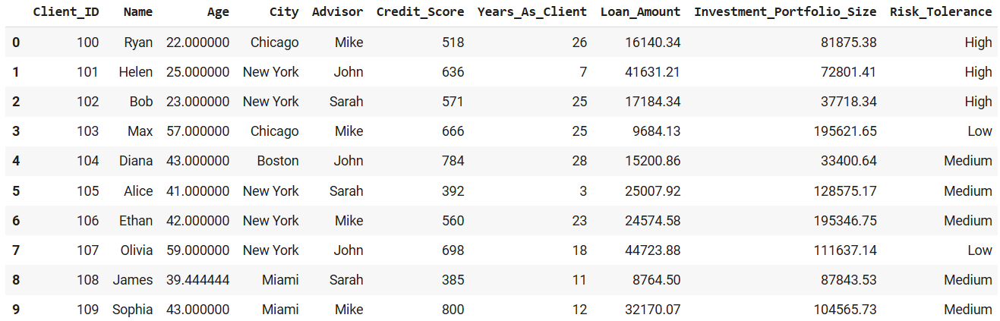 Client_ID Name Age City Advisor Credit_Score Years_As_Client Loan_Amount Investment_Portfolio_Size Risk_Tolerance
0 100 Ryan 22.000000 Chicago Mike 518 26 16140.34 81875.38 High
1 101 Helen 25.000000 New York John 636 7 41631.21 72801.41 High
2 102 Bob 23.000000 New York Sarah 571 25 17184.34 37718.34 High
3 103 Max 57.000000 Chicago Mike 666 25 9684.13 195621.65 Low
4 104 Diana 43.000000 Boston John 784 28 15200.86 33400.64 Medium
5 105 Alice 41.000000 New York Sarah 392 3 25007.92 128575.17 Medium
6 106 Ethan 42.000000 New York Mike 560 23 24574.58 195346.75 Medium
7 107 Olivia 59.000000 New York John 698 18 44723.88 111637.14 Low
8 108 James 39.444444 Miami Sarah 385 11 8764.50 87843.53 Medium
9 109 Sophia 43.000000 Miami Mike 800 12 32170.07 104565.73 Medium